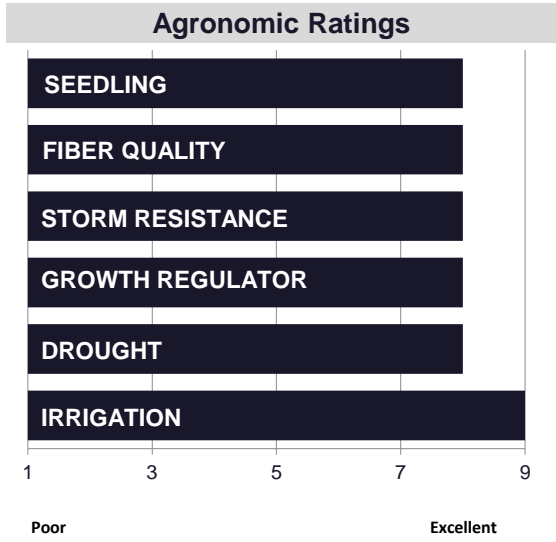 Agronomic Ratings
SEEDLING
FIBER QUALITY
STORM RESISTANCE
GROWTH REGULATOR
DROUGHT
IRRIGATION
1 3 5 7 9
Poor Excellent